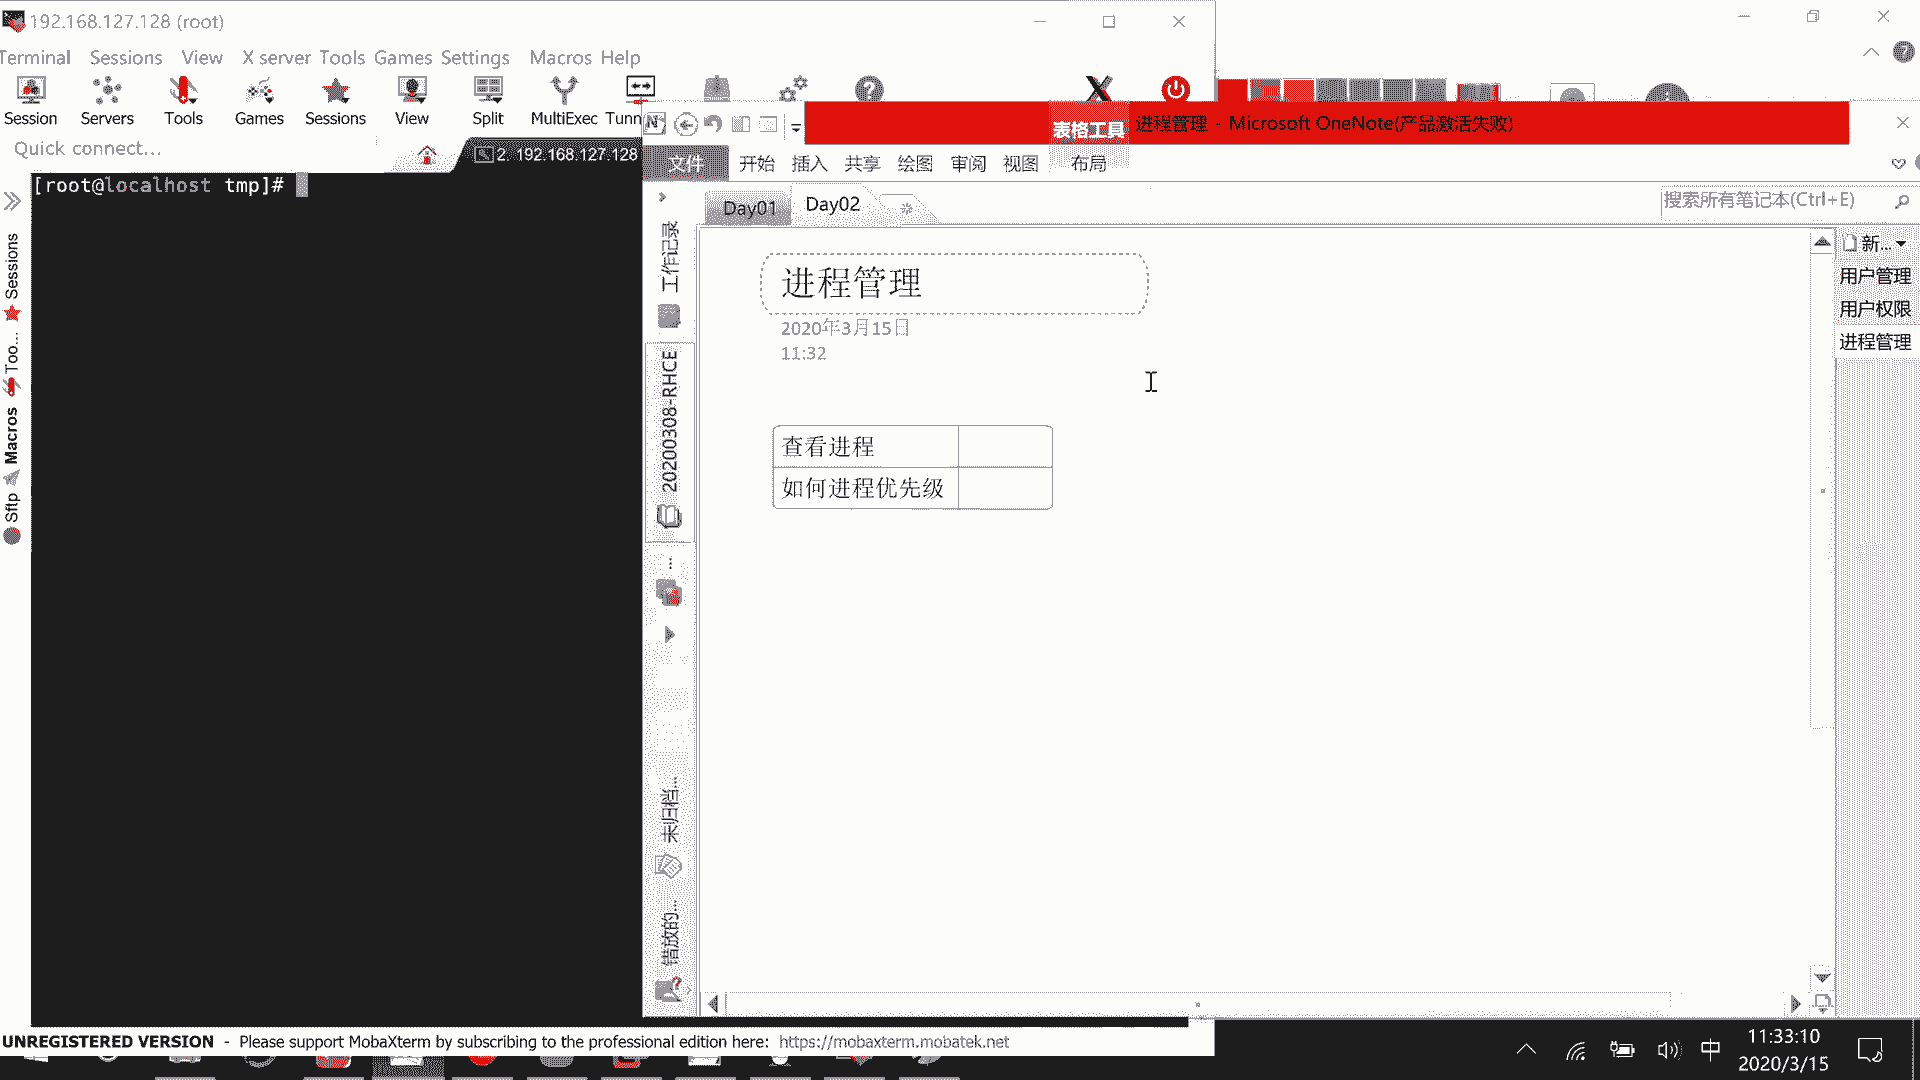 192.168.127.128 (root)
Terminal Sessions View X server Tools Games Settings Macros Help
Session Servers Tools Games Sessions View Split MultiExec Tunn
Quick connect...
2. 192.168.127.128
[root@localhost tmp]#
Sessions
Too...
Macros
Sftp
表格工具
进程管理 - Microsoft OneNote(产品激活失败)
文件 开始 插入 共享 绘图 审阅 视图 布局
Day01 Day02
搜索所有笔记本(Ctrl+E)
工作记录
20200308-RHCE
...
未归档...
错放的...
进程管理
2020年3月15日
11:32
查看进程
如何进程优先级
新...
用户管理
用户权限
进程管理
UNREGISTERED VERSION - Please support MobaXterm by subscribing to the professional edition here: https://mobaxterm.mobatek.net
中
11:33:10
2020/3/15